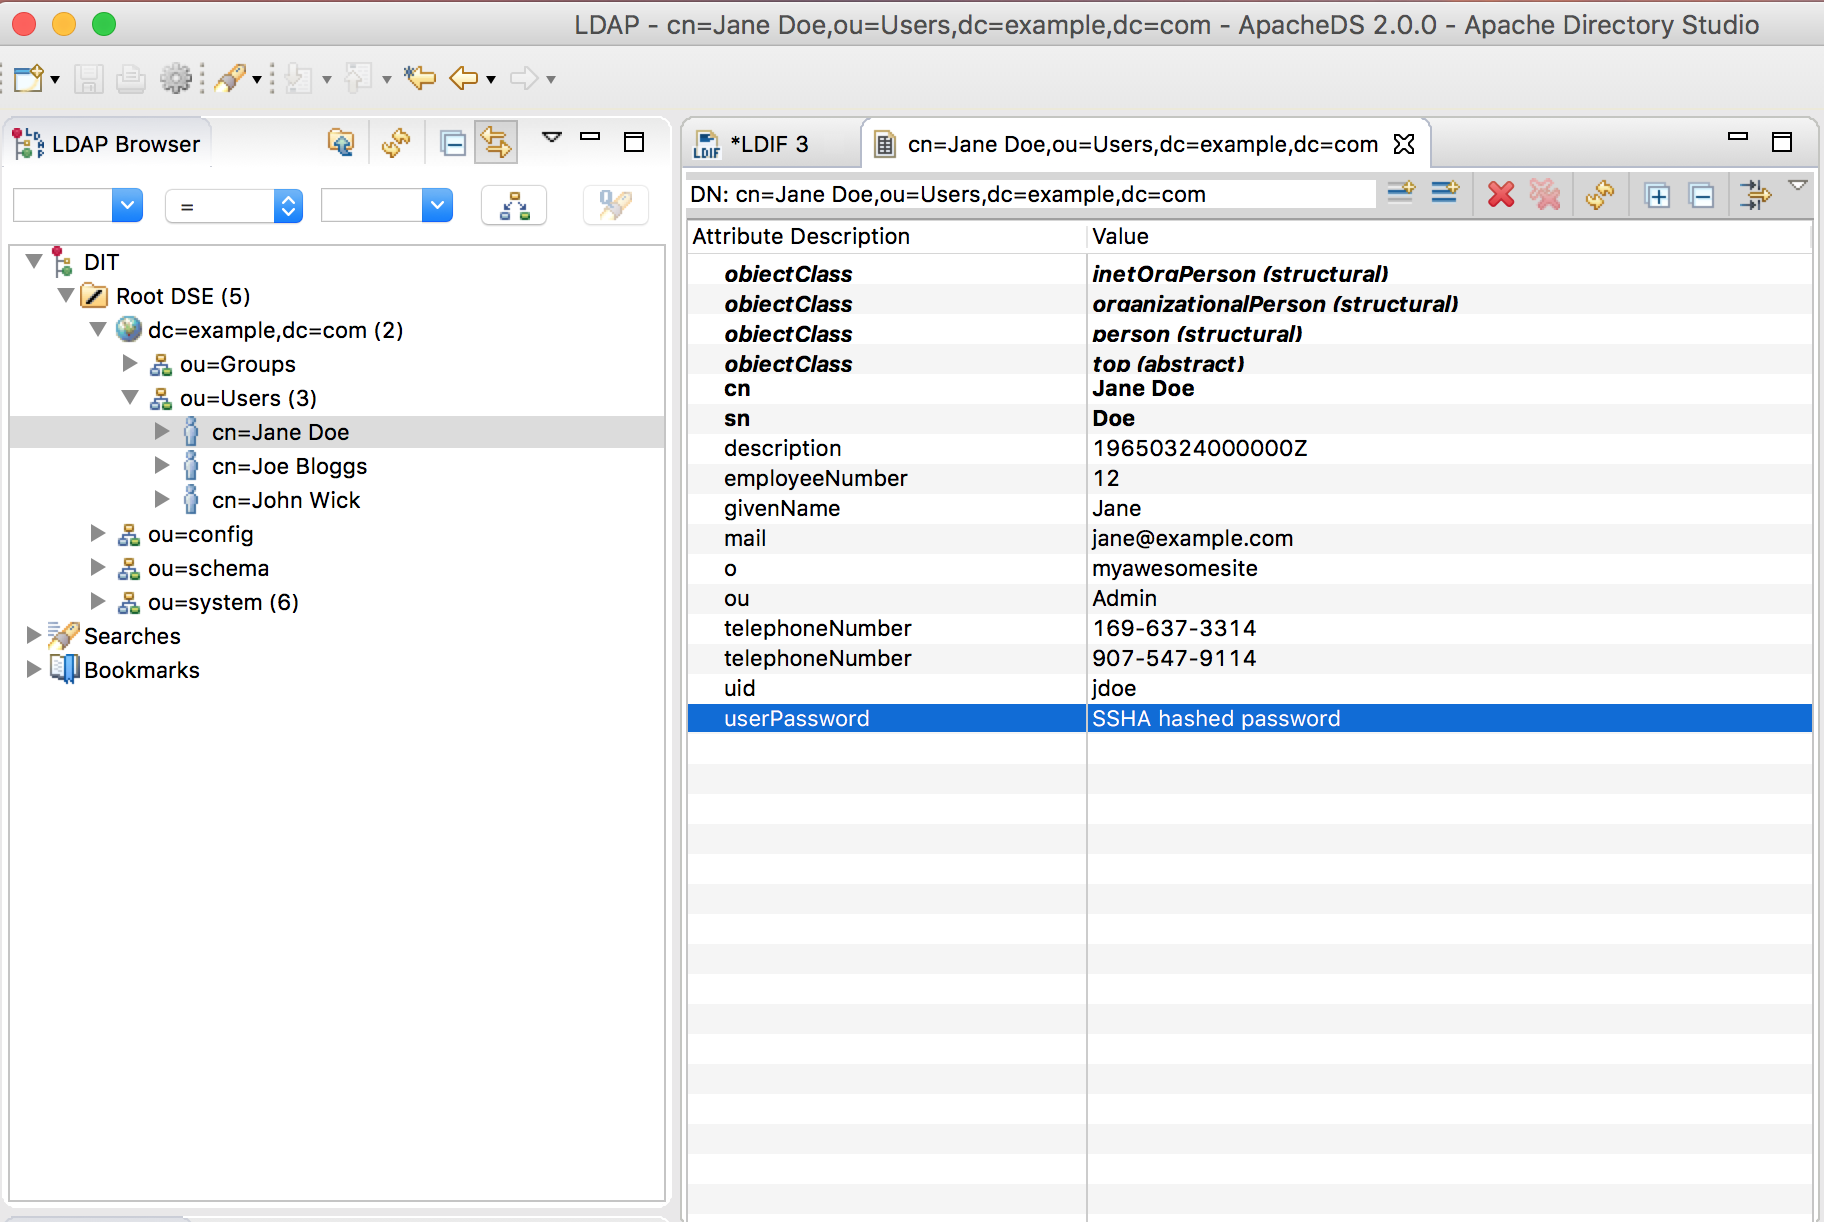 LDAP - cn=Jane Doe,ou=Users,dc=example,dc=com - ApacheDS 2.0.0 - Apache Directory Studio
LDAP Browser
=
DIT
Root DSE (5)
dc=example,dc=com (2)
ou=Groups
ou=Users (3)
cn=Jane Doe
cn=Joe Bloggs
cn=John Wick
ou=config
ou=schema
ou=system (6)
Searches
Bookmarks
LDIF *LDIF 3
cn=Jane Doe,ou=Users,dc=example,dc=com
DN: cn=Jane Doe,ou=Users,dc=example,dc=com
Attribute Description Value
objectClass inetOrgPerson (structural)
objectClass organizationalPerson (structural)
objectClass person (structural)
objectClass top (abstract)
cn Jane Doe
sn Doe
description 19650324000000Z
employeeNumber 12
givenName Jane
mail jane@example.com
o myawesomesite
ou Admin
telephoneNumber 169-637-3314
telephoneNumber 907-547-9114
uid jdoe
userPassword SSHA hashed password